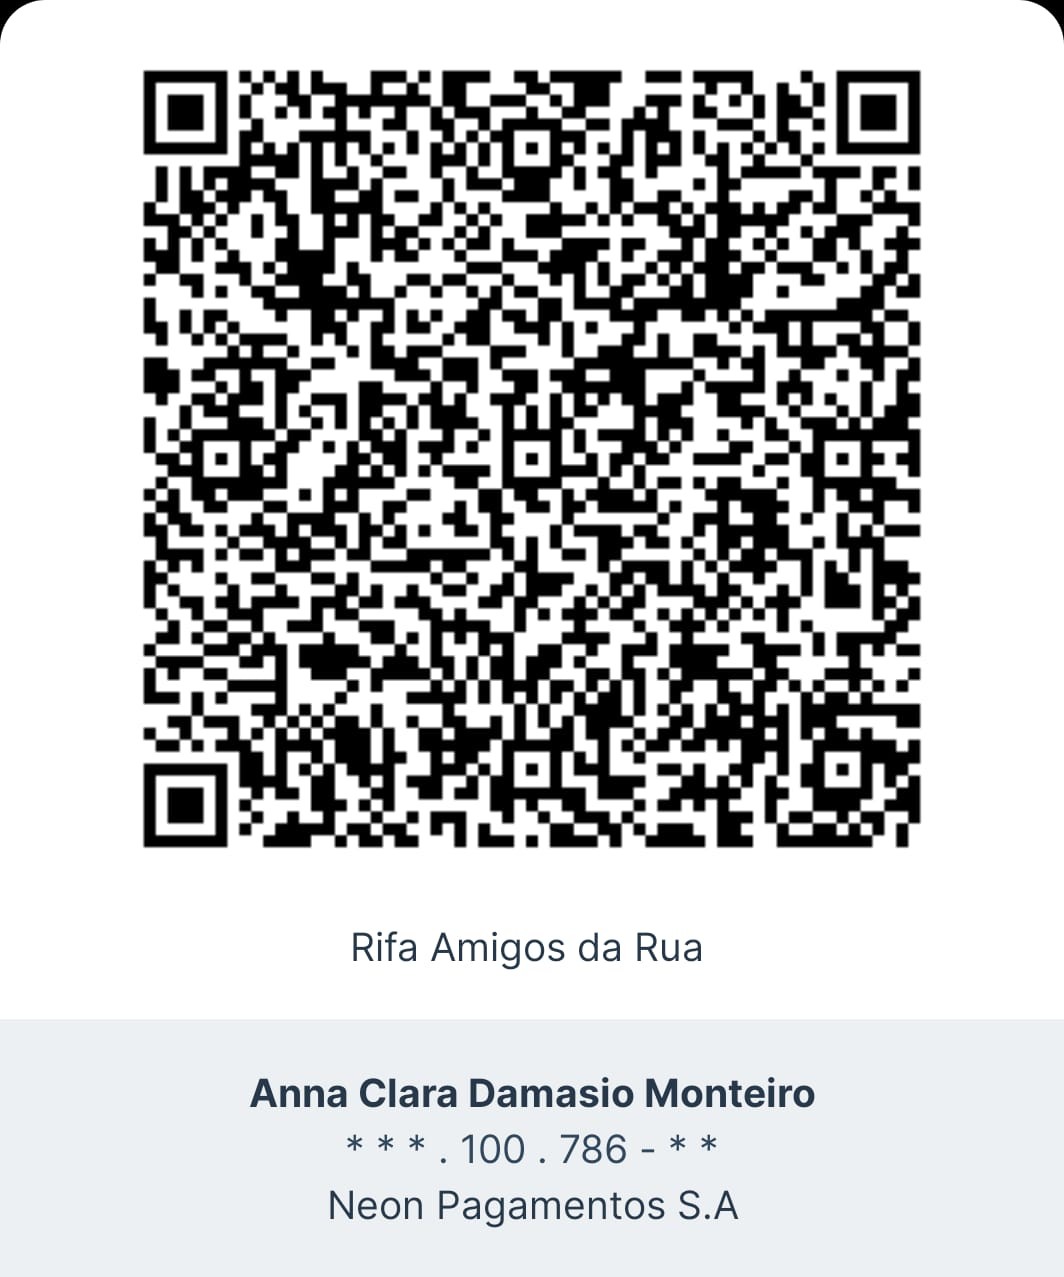 Rifa Amigos da Rua
Anna Clara Damasio Monteiro
* * * . 100 . 786 - * *
Neon Pagamentos S.A